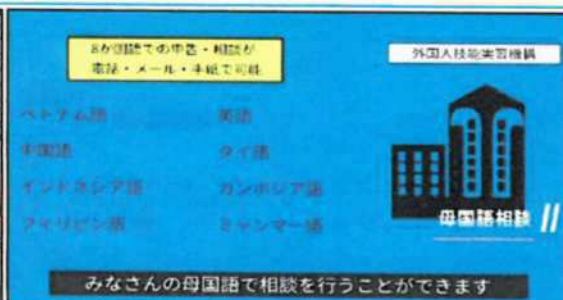 8か国語での申告・相談が
電話・メール・手紙で可能
外国人技能実習機構
ベトナム語
英語
中国語
タイ語
インドネシア語
カンボジア語
フィリピン語
ミャンマー語
母国語相談
みなさんの母国語で相談を行うことができます